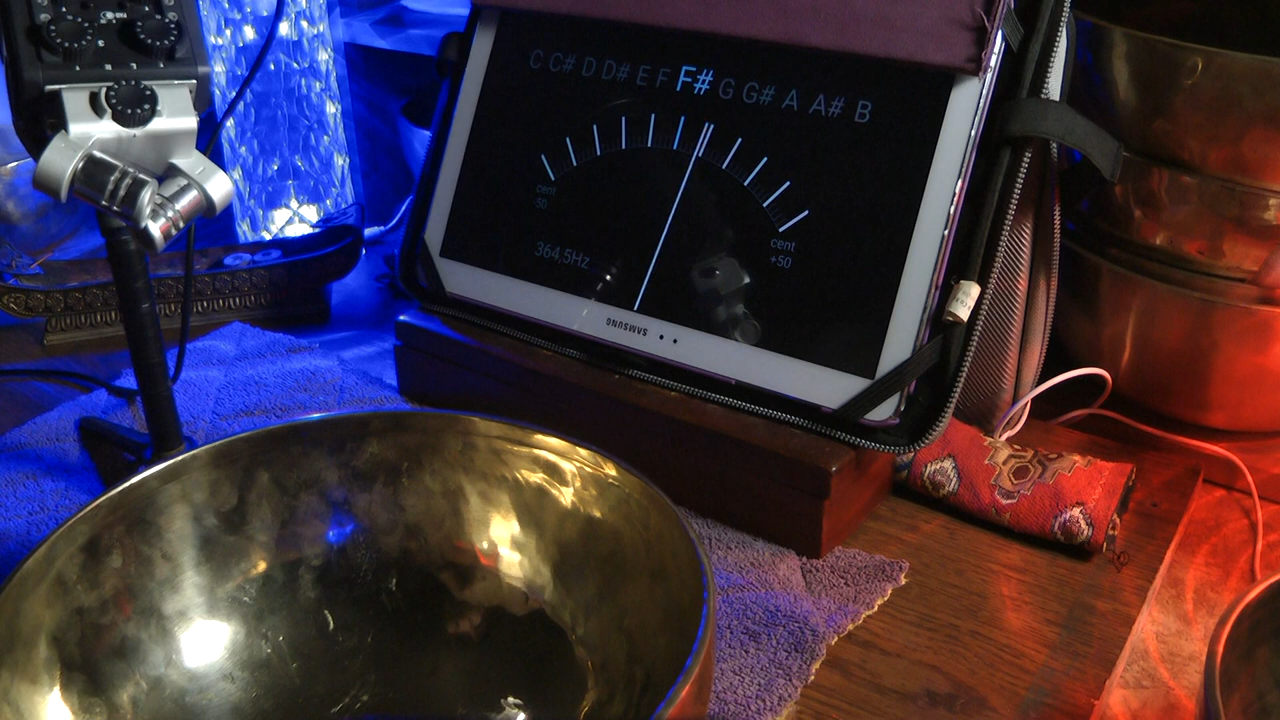 C C# D D# E F F# G G# A A# B
cent
-50
cent
+50
364,5Hz
SAMSUNG